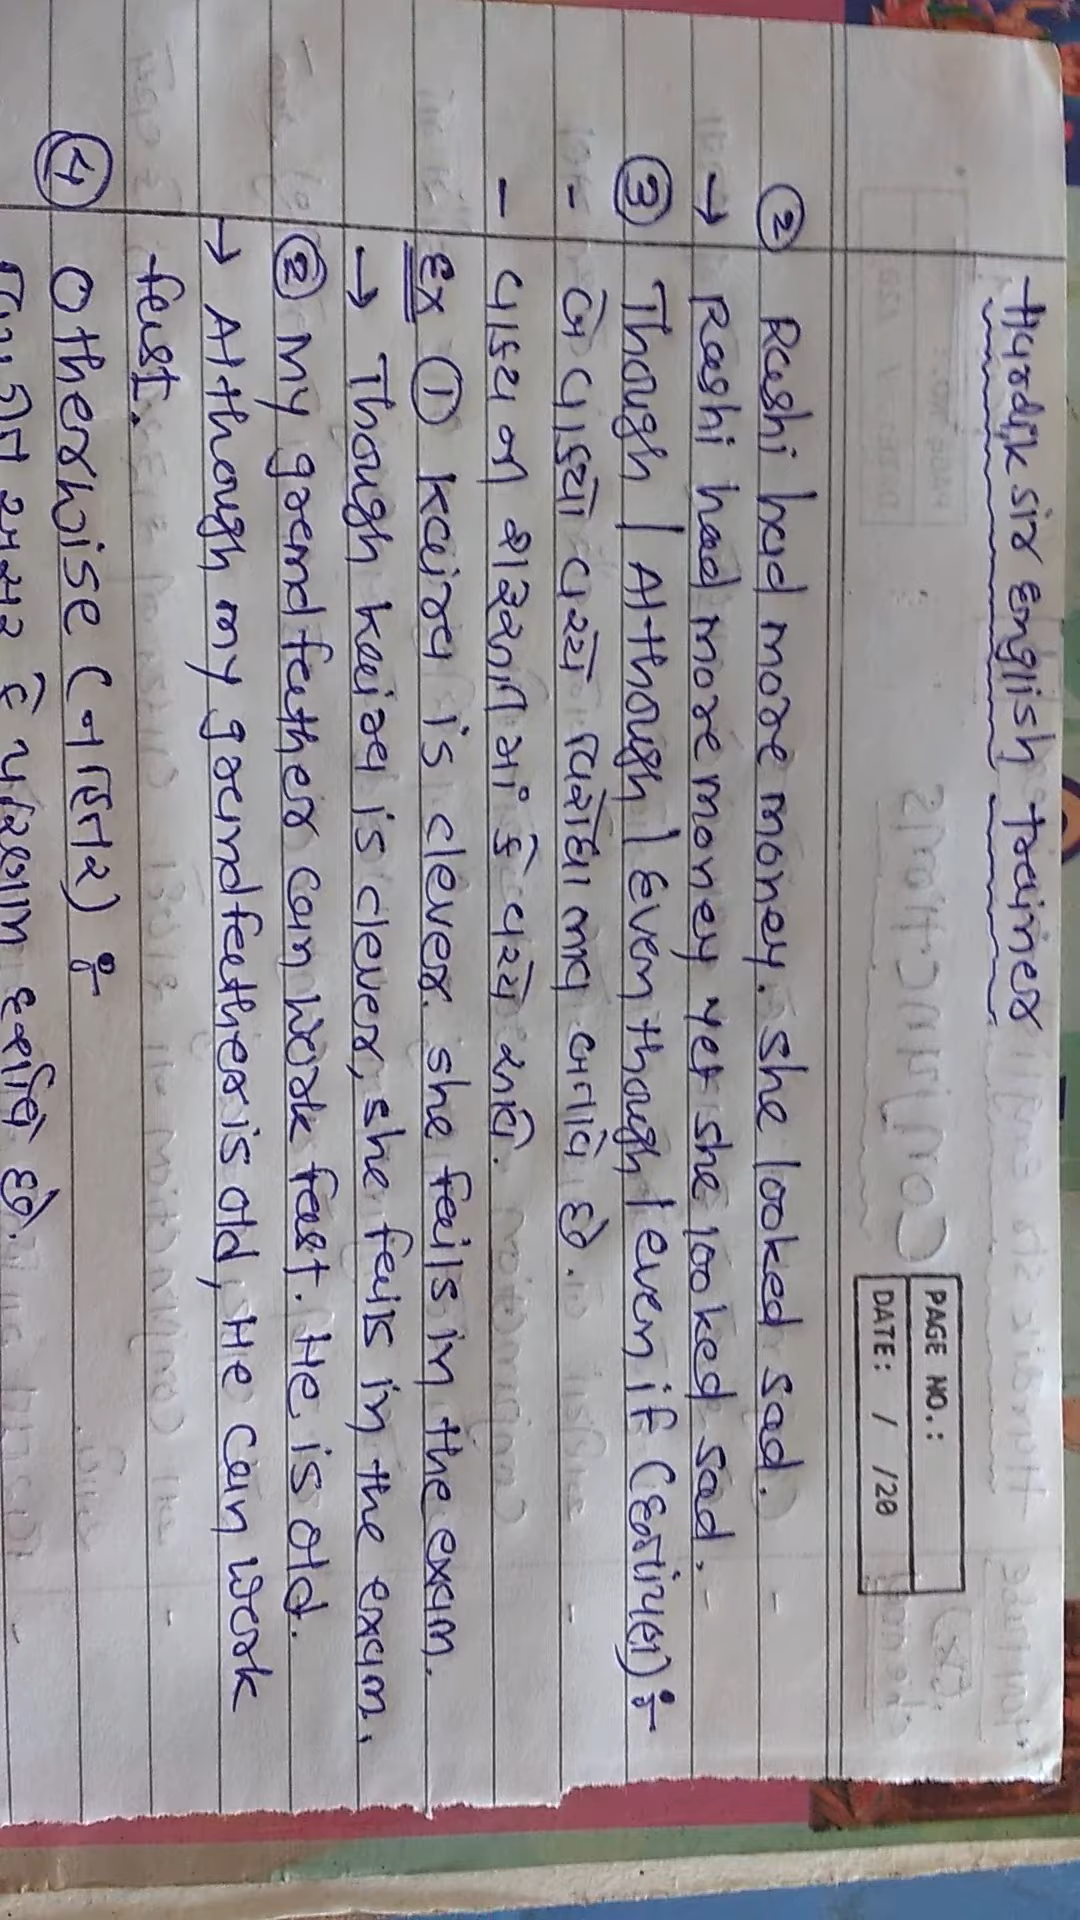 Hardik sir English trainer
PAGE NO.:
DATE: / /20
② Rashi had more money. She looked sad.
→ Rashi had more money yet she looked sad.
③ Though | Although | Even though | even if (છતાંપણ) :-
- બે વાક્યો વચ્ચે વિરોધાભાસ બતાવે છે.
- વાક્યની શરૂઆતમાં કે વચ્ચે આવે.
Ex ① Kavya is clever. She fails in the exam.
→ Though Kavya is clever, she fails in the exam.
② My grandfather can work fast. He is old.
→ Although my grandfather is old, He can work
fast.
④ Otherwise (નહિતર) :-